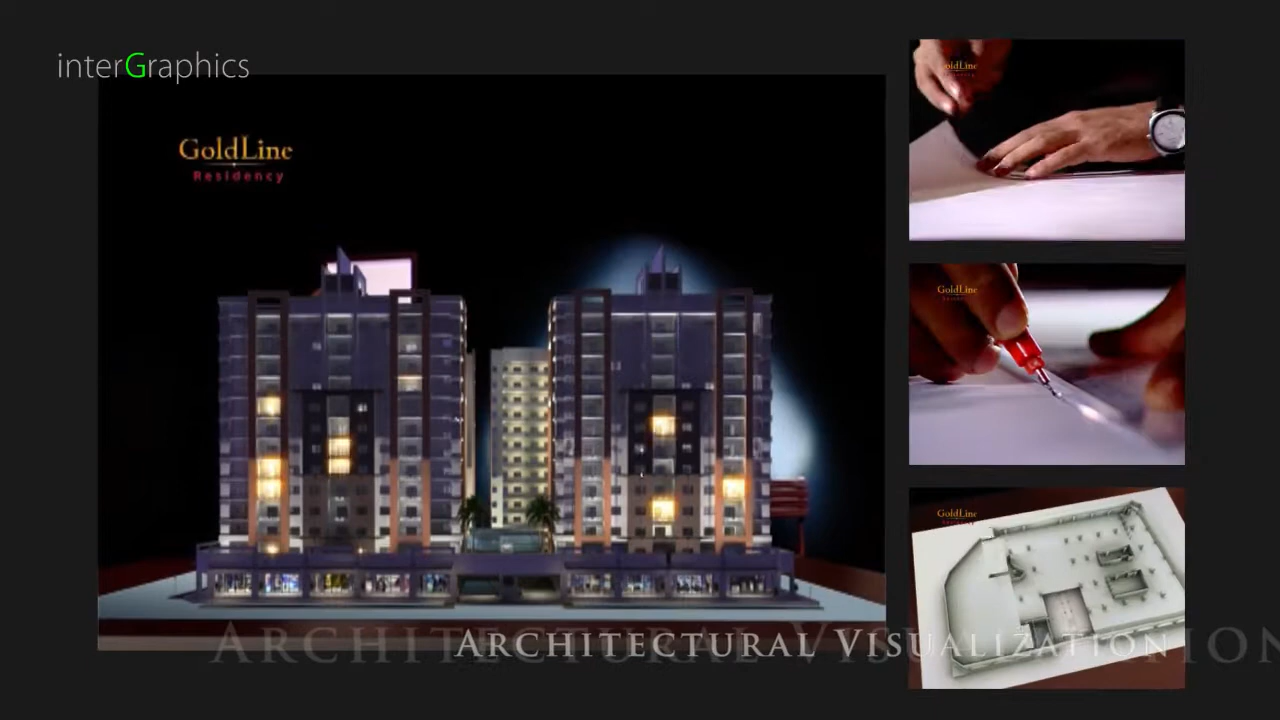 interGraphics
GoldLine
Residency
GoldLine
GoldLine
GoldLine
ARCHITECTURAL VISUALIZATION